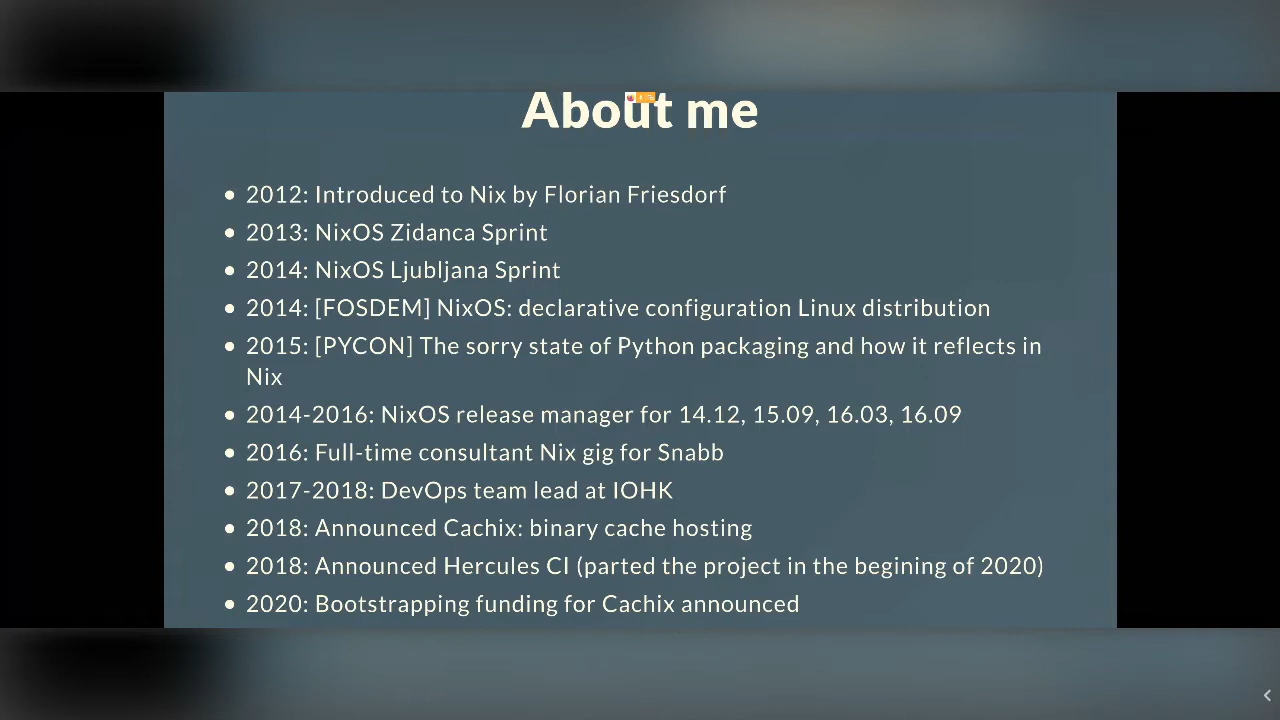 About me
• 2012: Introduced to Nix by Florian Friesdorf
• 2013: NixOS Zidanca Sprint
• 2014: NixOS Ljubljana Sprint
• 2014: [FOSDEM] NixOS: declarative configuration Linux distribution
• 2015: [PYCON] The sorry state of Python packaging and how it reflects in
Nix
• 2014-2016: NixOS release manager for 14.12, 15.09, 16.03, 16.09
• 2016: Full-time consultant Nix gig for Snabb
• 2017-2018: DevOps team lead at IOHK
• 2018: Announced Cachix: binary cache hosting
• 2018: Announced Hercules CI (parted the project in the begining of 2020)
• 2020: Bootstrapping funding for Cachix announced